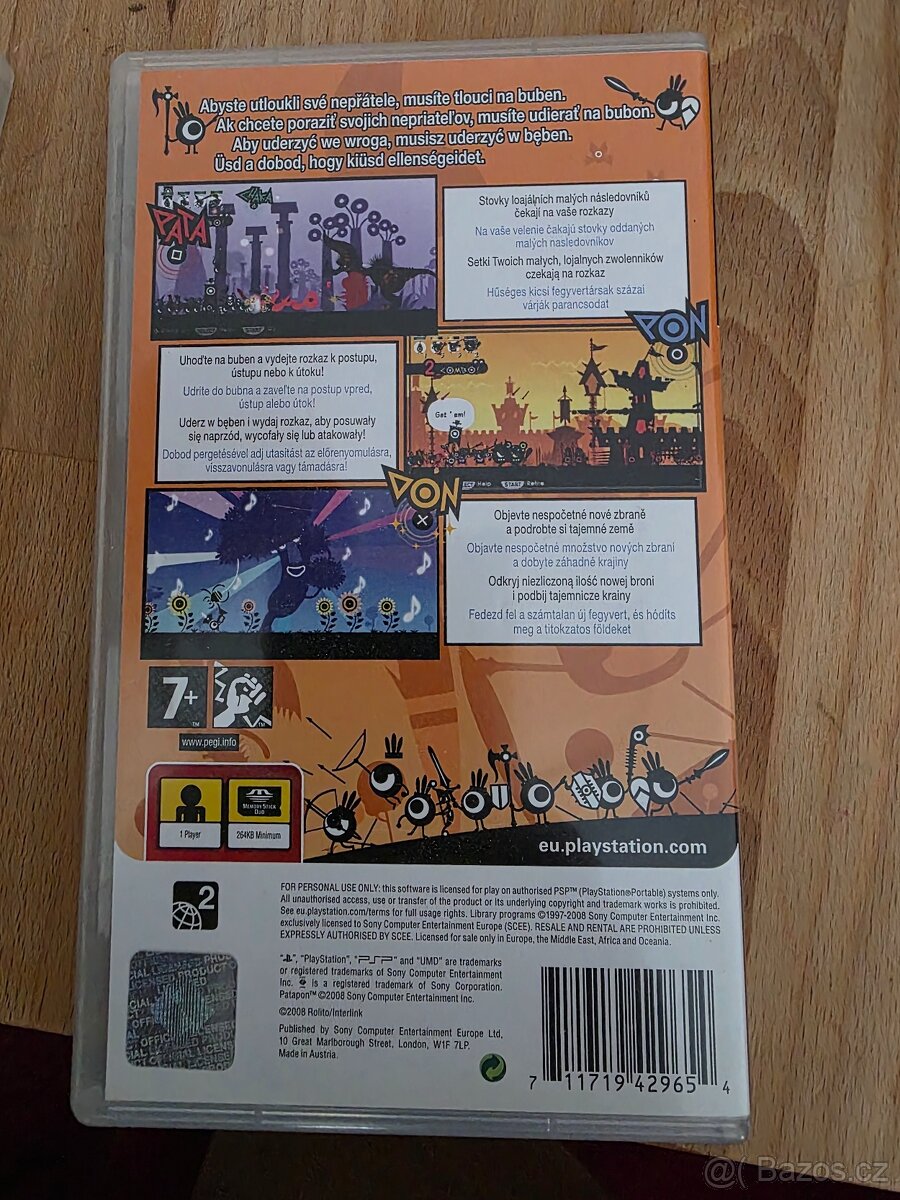 Abyste utloukli své nepřátele, musíte tlouci na buben.
Ak chcete poraziť svojich nepriateľov, musíte udierať na bubon.
Aby uderzyć we wroga, musisz uderzyć w bęben.
Üsd a dobod, hogy kiüsd ellenségeidet.
PATA
Stovky loajálních malých následovníků
čekají na vaše rozkazy
Na vaše velenie čakajú stovky oddaných
malých nasledovníkov
Setki Twoich małych, lojalnych zwolenników
czekają na rozkaz
Hűséges kicsi fegyvertársak százai
várják parancsodat
PON
Uhoďte na buben a vydejte rozkaz k postupu,
ústupu nebo k útoku!
Udrite do bubna a zaveľte na postup vpred,
ústup alebo útok!
Uderz w bęben i wydaj rozkaz, aby posuwały
się naprzód, wycofały się lub atakowały!
Dobod pergetésével adj utasítást az előrenyomulásra,
visszavonulásra vagy támadásra!
2 COMBO!
Get 'em!
Help START Retire
DON
Objevte nespočetné nové zbraně
a podrobte si tajemné země
Objavte nespočetné množstvo nových zbraní
a dobyte záhadné krajiny
Odkryj niezliczoną ilość nowej broni
i podbij tajemnicze krainy
Fedezd fel a számtalan új fegyvert, és hódíts
meg a titokzatos földeket
7+
www.pegi.info
1 Player
MEMORY STICK
DUO
264KB Minimum
eu.playstation.com
2
FOR PERSONAL USE ONLY: this software is licensed for play on authorised PSP™ (PlayStation®Portable) systems only.
All unauthorised access, use or transfer of the product or its underlying copyright and trademark works is prohibited.
See eu.playstation.com/terms for full usage rights. Library programs ©1997-2008 Sony Computer Entertainment Inc.
exclusively licensed to Sony Computer Entertainment Europe (SCEE). RESALE AND RENTAL ARE PROHIBITED UNLESS
EXPRESSLY AUTHORISED BY SCEE. Licensed for sale only in Europe, the Middle East, Africa and Oceania.
"PlayStation", "PSP" and "UMD" are trademarks
or registered trademarks of Sony Computer Entertainment
Inc. is a registered trademark of Sony Corporation.
Patapon™ ©2008 Sony Computer Entertainment Inc.
©2008 Rolito/Interlink
Published by Sony Computer Entertainment Europe Ltd,
10 Great Marlborough Street, London, W1F 7LP.
Made in Austria.
7 11719 42965 4
@( Bazoš.cz